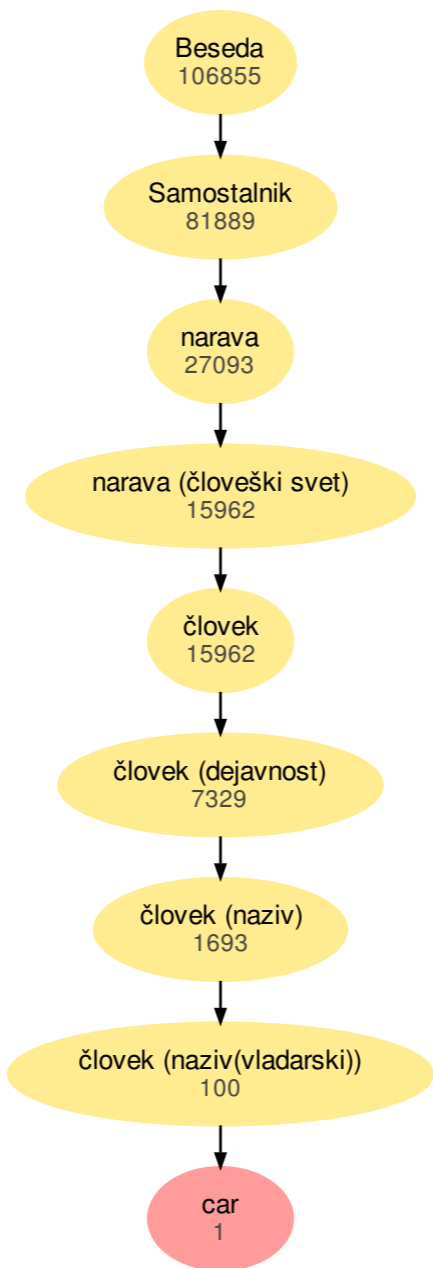 Beseda
106855
Samostalnik
81889
narava
27093
narava (človeški svet)
15962
človek
15962
človek (dejavnost)
7329
človek (naziv)
1693
človek (naziv(vladarski))
100
car
1